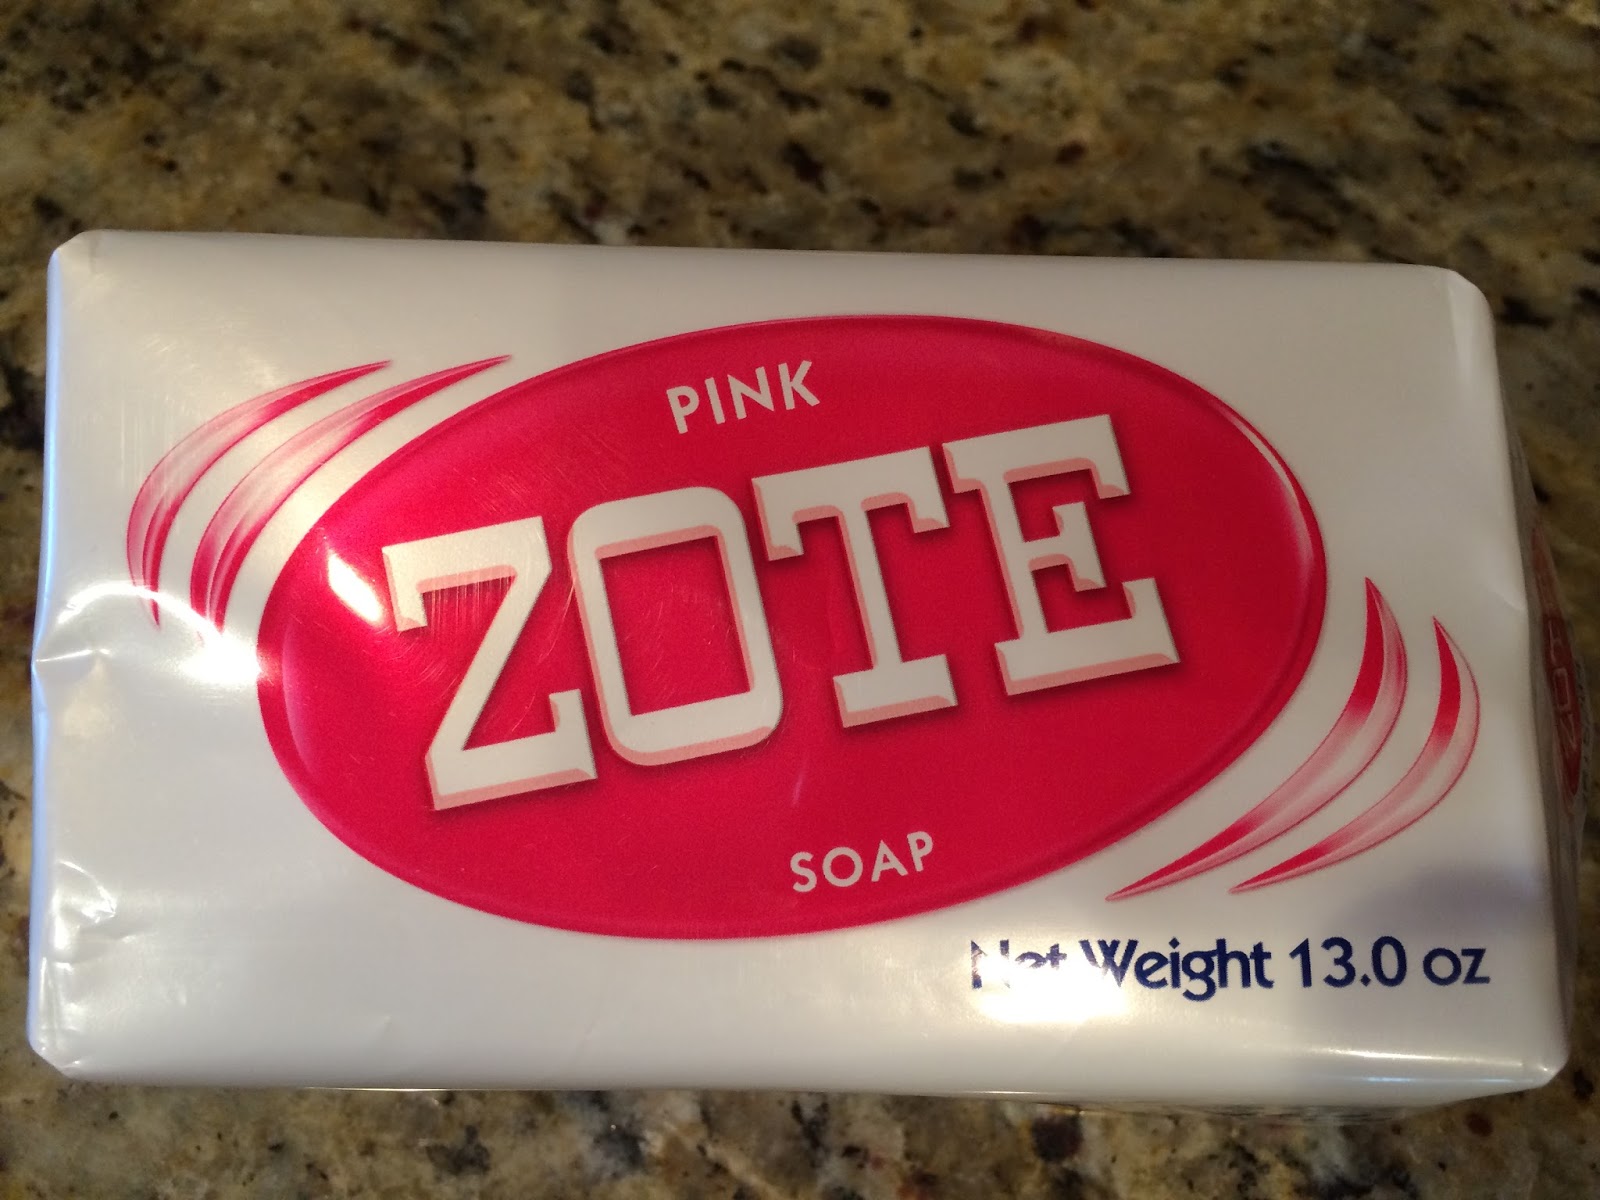 PINK
ZOTE
SOAP
Net Weight 13.0 oz